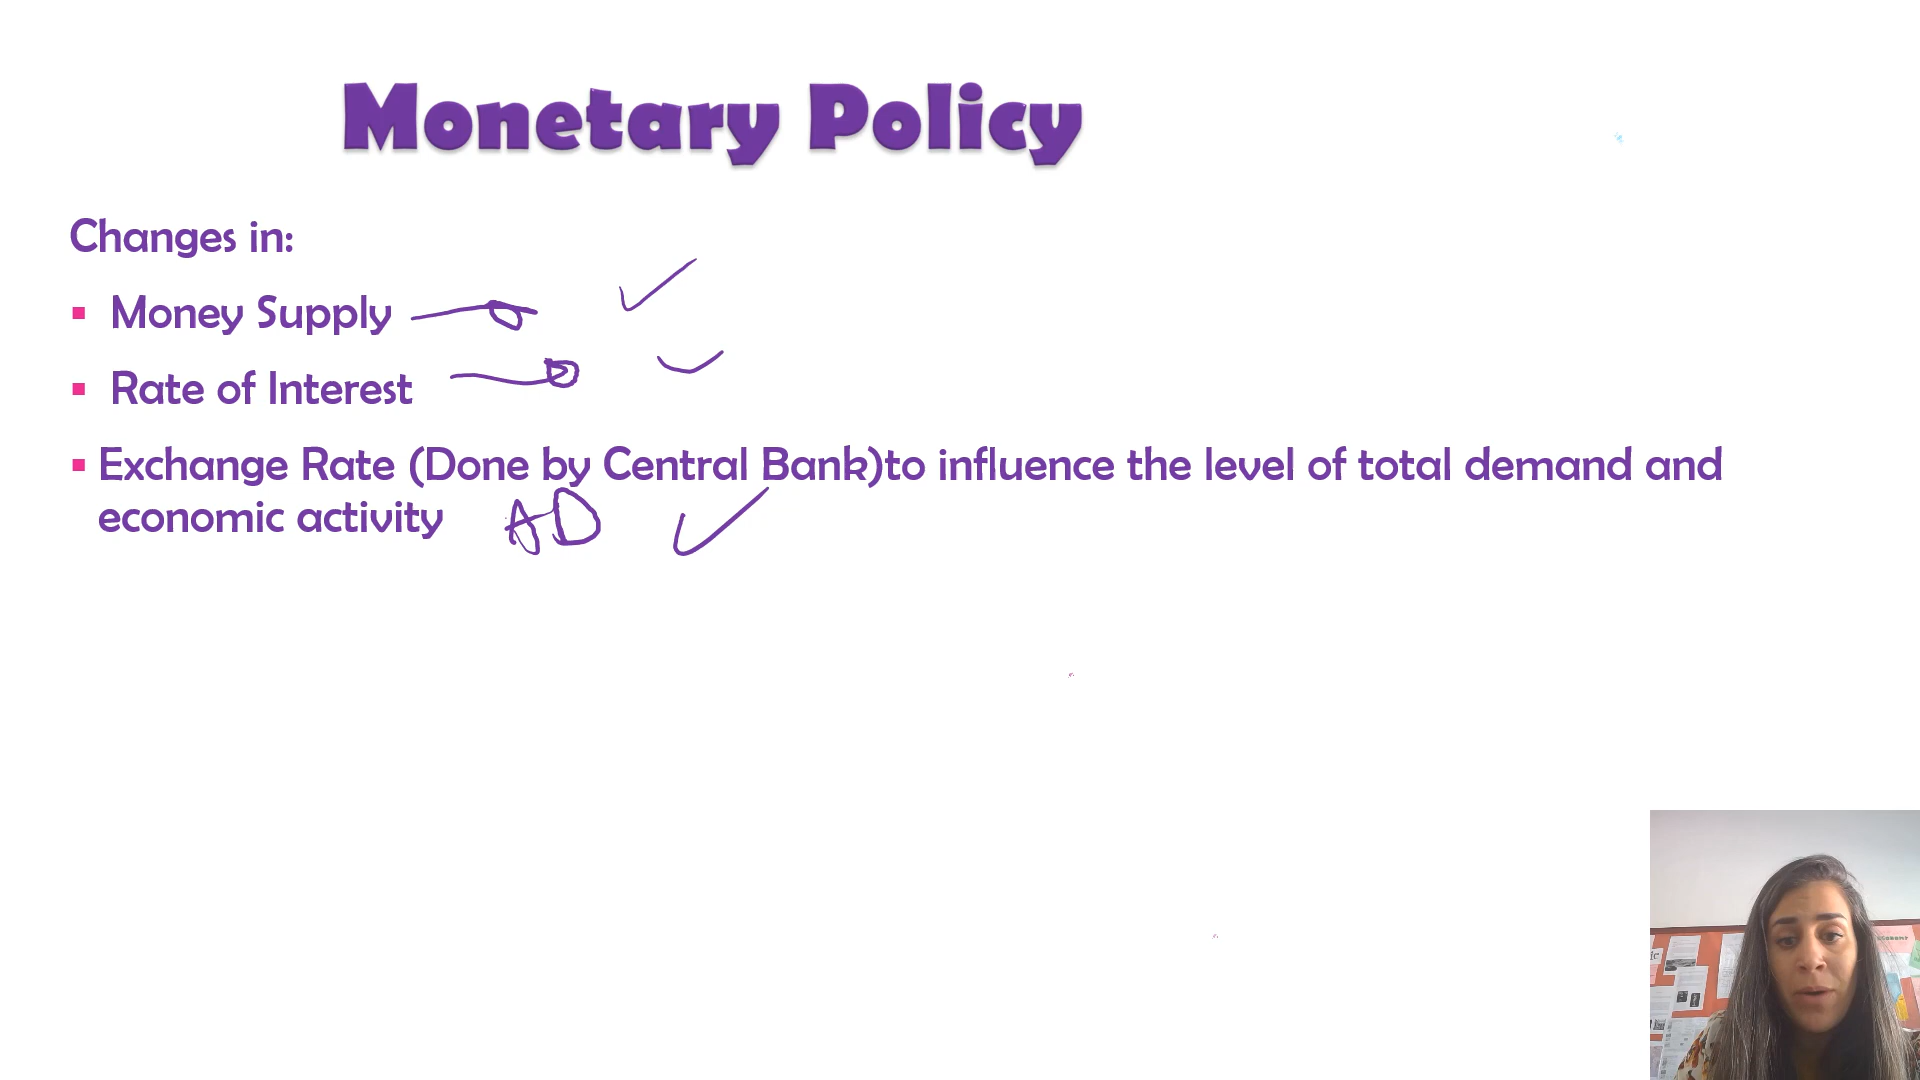 Monetary Policy
Changes in:
▪ Money Supply
▪ Rate of Interest
▪ Exchange Rate (Done by Central Bank)to influence the level of total demand and
economic activity AD